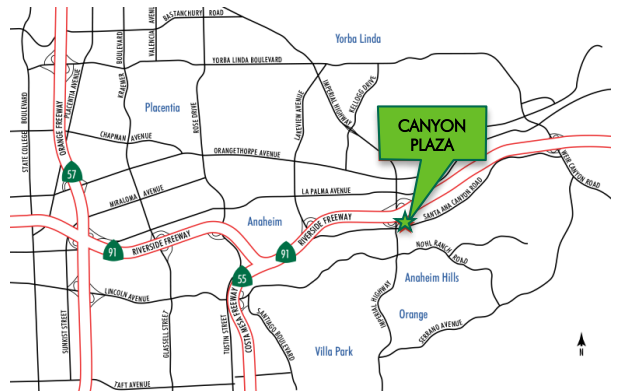 BASTANCHURY ROAD
VALENCIA AVENUE
KRAEMER BOULEVARD
Yorba Linda
YORBA LINDA BOULEVARD
STATE COLLEGE BOULEVARD
PLACENTIA AVENUE
ORANGE FREEWAY
Placentia
ROSE DRIVE
LAKEVIEW AVENUE
IMPERIAL HIGHWAY
KELLOGG DRIVE
CANYON
PLAZA
CHAPMAN AVENUE
ORANGETHORPE AVENUE
WEIR CANYON ROAD
57
MIRALOMA AVENUE
LA PALMA AVENUE
SANTA ANA CANYON ROAD
Anaheim
RIVERSIDE FREEWAY
91
RIVERSIDE FREEWAY
91
NOHL RANCH ROAD
55
Anaheim Hills
LINCOLN AVENUE
IMPERIAL HIGHWAY
Orange
SUNKIST STREET
GLASSELL STREET
TUSTIN STREET
COSTA MESA FREEWAY
SANTIAGO BOULEVARD
SERRANO AVENUE
Villa Park
N
TAFT AVENUE